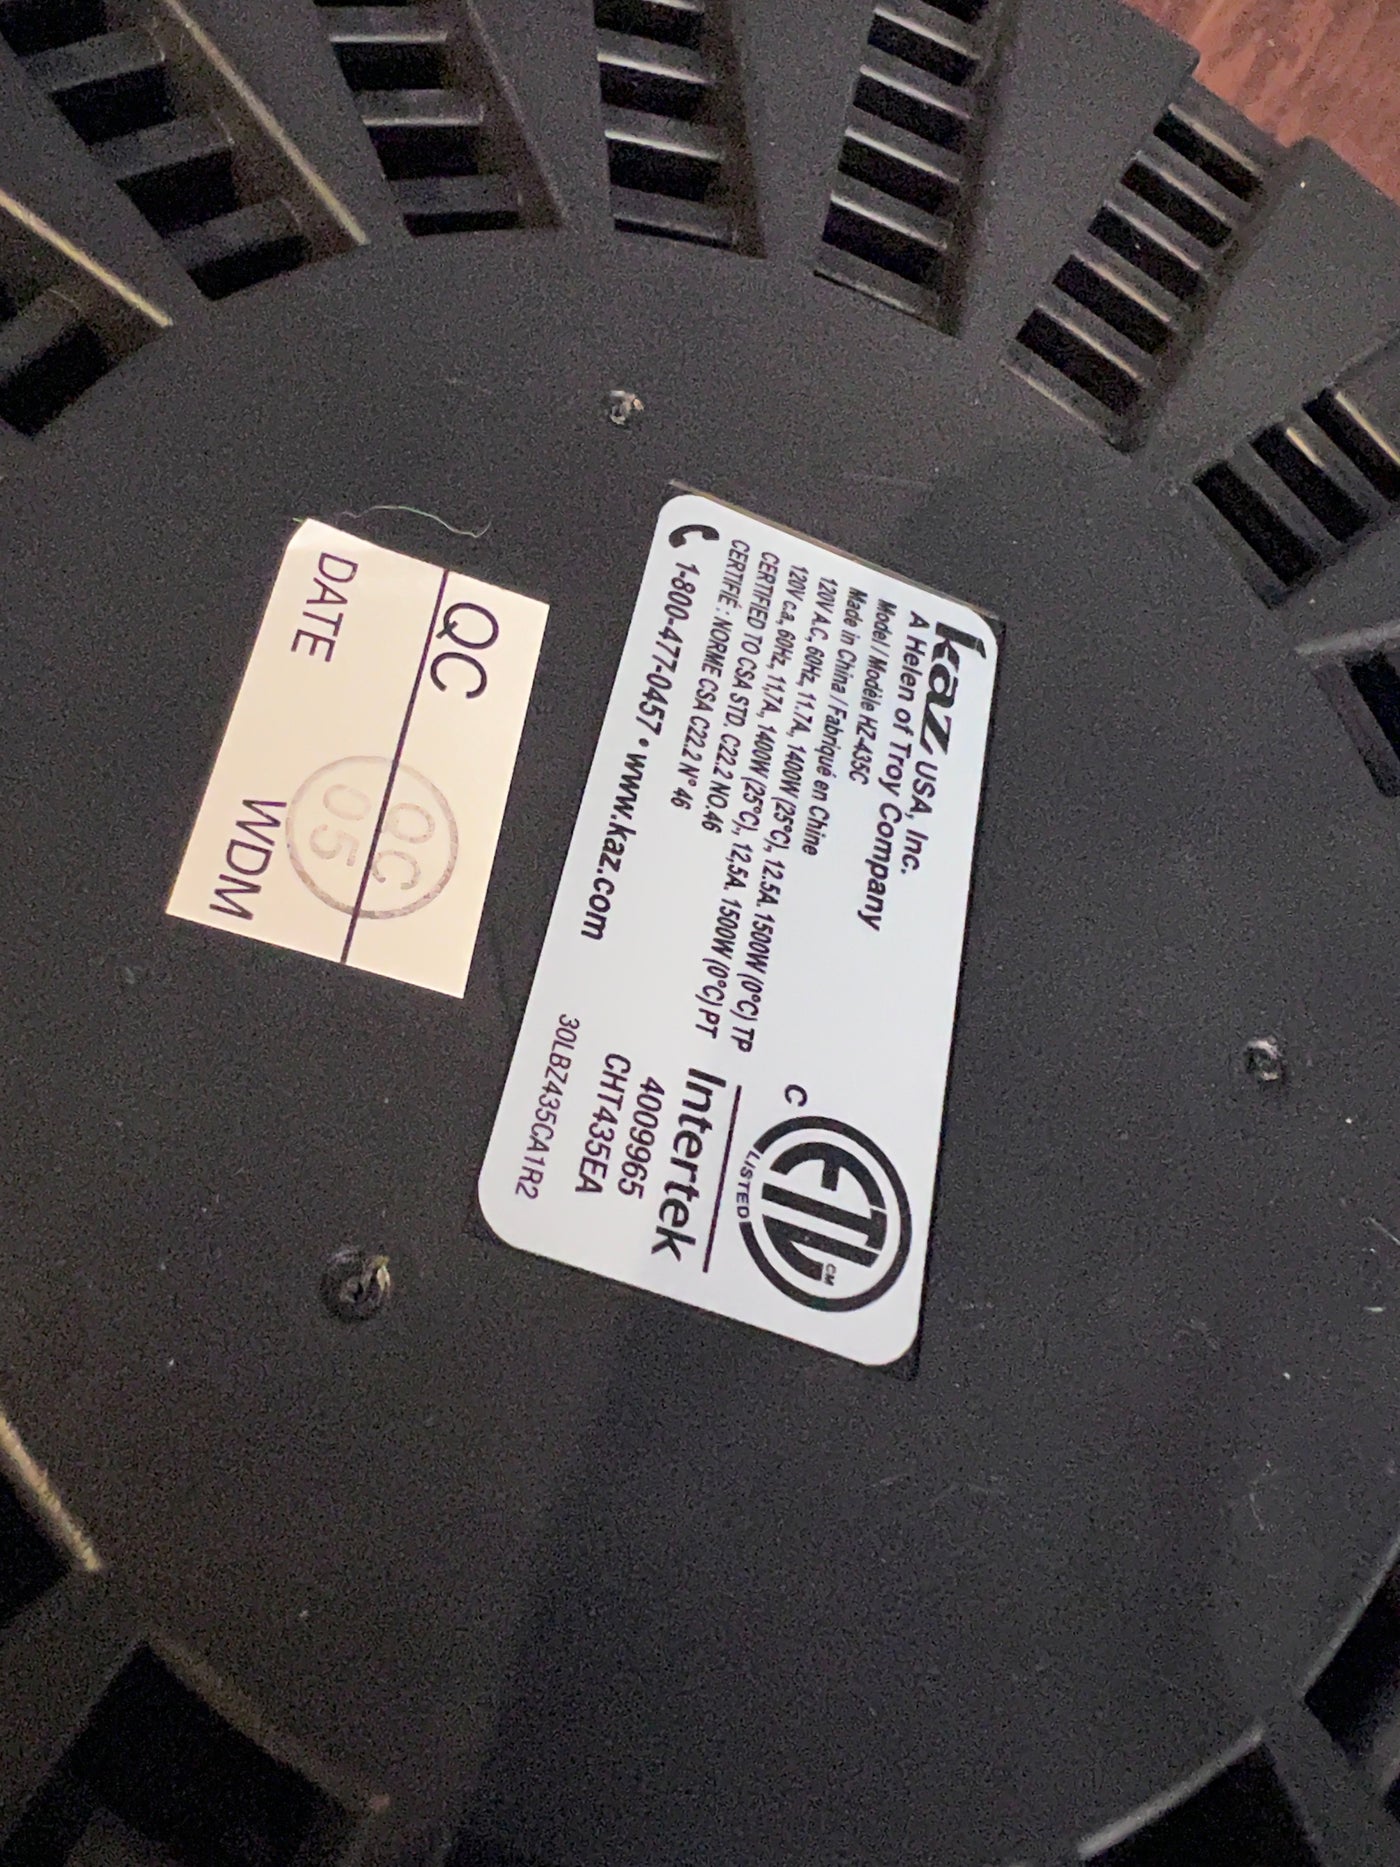 kaz USA, Inc.
A Helen of Troy Company
Model / Modèle HZ-435C
Made in China / Fabriqué en Chine
120V A.C, 60Hz, 11.7A, 1400W (25°C), 12.5A. 1500W (0°C) TP
120V c.a, 60Hz, 11,7A, 1400W (25°C), 12,5A. 1500W (0°C) PT
CERTIFIED TO CSA STD. C22.2 NO.46
CERTIFIÉ : NORME CSA C22.2 N° 46
1-800-477-0457 • www.kaz.com
C ETL CM
LISTED
Intertek
4009965
CHT435EA
30LBZ435CA1R2
QC
QC
05
DATE
WDM